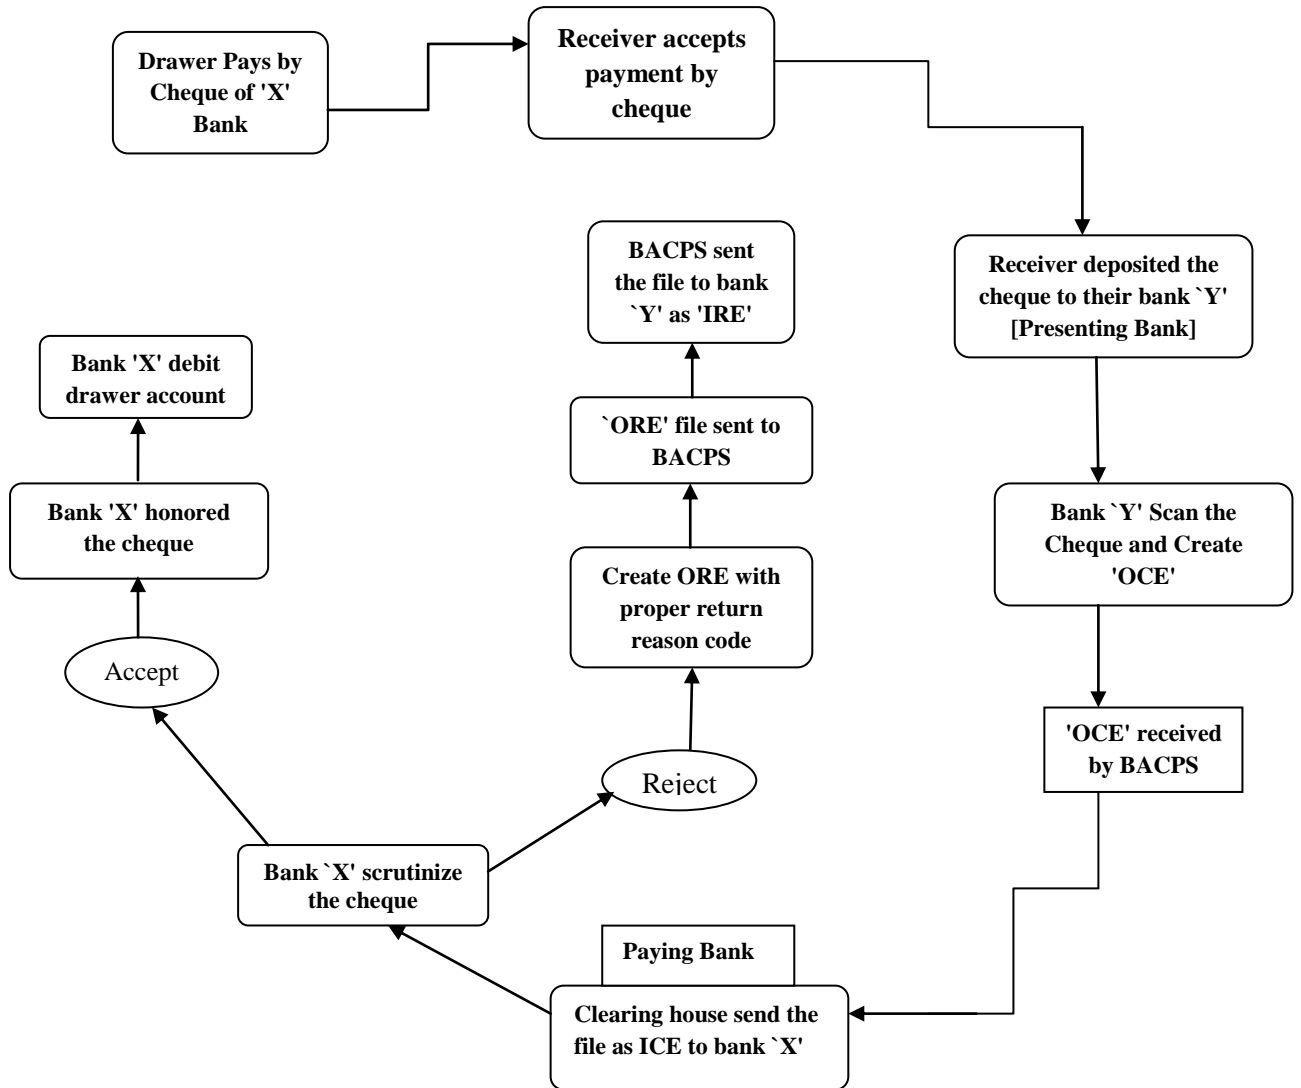 Drawer Pays by
Cheque of 'X'
Bank
Receiver accepts
payment by
cheque
Receiver deposited the
cheque to their bank `Y'
[Presenting Bank]
Bank `Y' Scan the
Cheque and Create
'OCE'
'OCE' received
by BACPS
Paying Bank
Clearing house send the
file as ICE to bank `X'
Bank `X' scrutinize
the cheque
Accept
Bank 'X' honored
the cheque
Bank 'X' debit
drawer account
Reject
Create ORE with
proper return
reason code
`ORE' file sent to
BACPS
BACPS sent
the file to bank
`Y' as 'IRE'